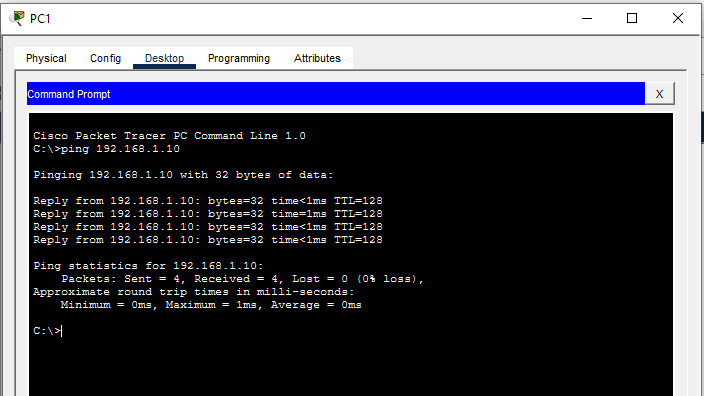 PC1
Physical Config Desktop Programming Attributes
Command Prompt X
Cisco Packet Tracer PC Command Line 1.0
C:\>ping 192.168.1.10
Pinging 192.168.1.10 with 32 bytes of data:
Reply from 192.168.1.10: bytes=32 time<1ms TTL=128
Reply from 192.168.1.10: bytes=32 time=1ms TTL=128
Reply from 192.168.1.10: bytes=32 time<1ms TTL=128
Reply from 192.168.1.10: bytes=32 time<1ms TTL=128
Ping statistics for 192.168.1.10:
Packets: Sent = 4, Received = 4, Lost = 0 (0% loss),
Approximate round trip times in milli-seconds:
Minimum = 0ms, Maximum = 1ms, Average = 0ms
C:\>